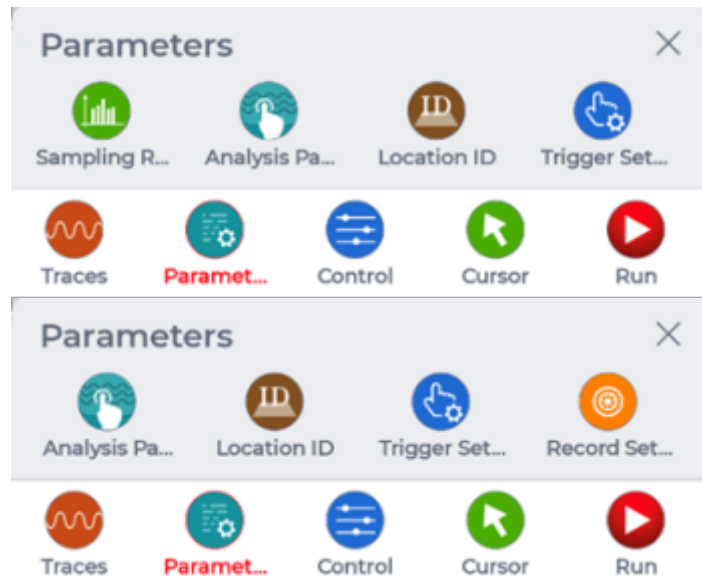 Parameters
Sampling R... Analysis Pa... Location ID Trigger Set...
Traces Paramet... Control Cursor Run
Parameters
Analysis Pa... Location ID Trigger Set... Record Set...
Traces Paramet... Control Cursor Run